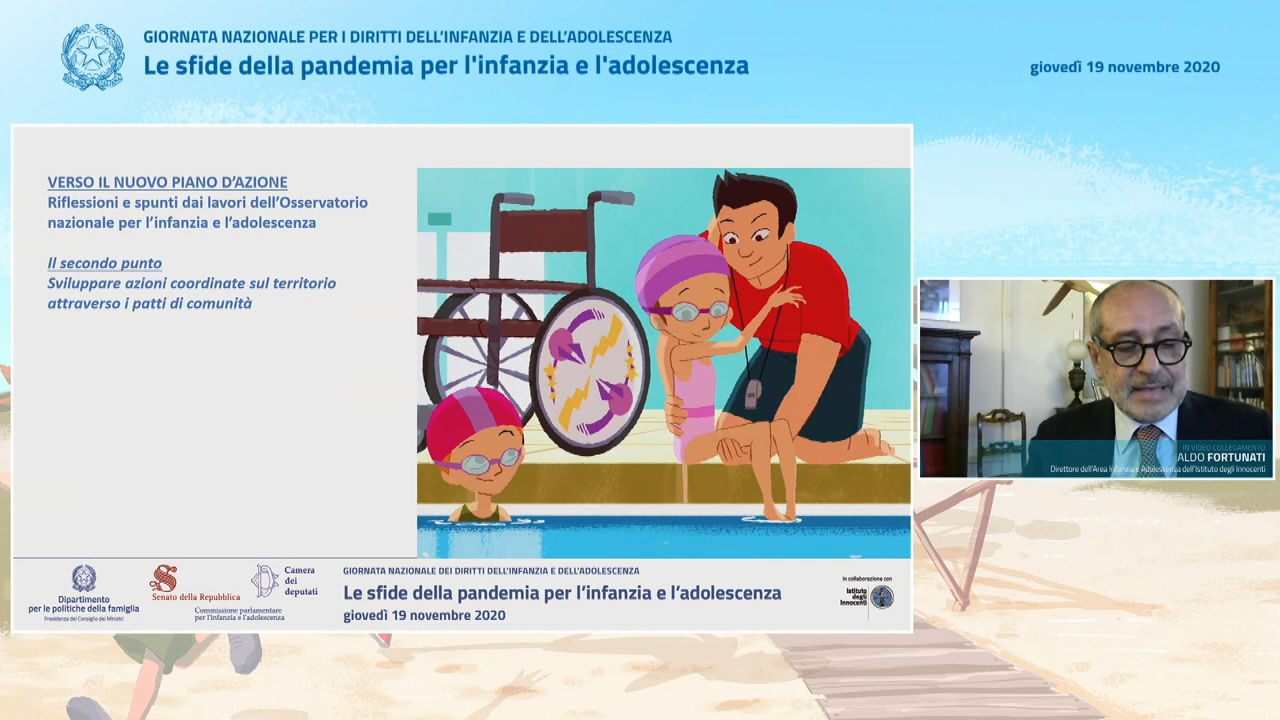 GIORNATA NAZIONALE PER I DIRITTI DELL'INFANZIA E DELL'ADOLESCENZA
Le sfide della pandemia per l'infanzia e l'adolescenza
giovedì 19 novembre 2020
VERSO IL NUOVO PIANO D'AZIONE
Riflessioni e spunti dai lavori dell'Osservatorio
nazionale per l'infanzia e l'adolescenza
Il secondo punto
Sviluppare azioni coordinate sul territorio
attraverso i patti di comunità
IN VIDEO COLLEGAMENTO
ALDO FORTUNATI
Direttore dell'Area Infanzia e Adolescenza dell'Istituto degli Innocenti
Dipartimento
per le politiche della famiglia
Presidenza del Consiglio dei Ministri
Senato della Repubblica
Camera
dei
deputati
Commissione parlamentare
per l'infanzia e l'adolescenza
GIORNATA NAZIONALE DEI DIRITTI DELL'INFANZIA E DELL'ADOLESCENZA
Le sfide della pandemia per l'infanzia e l'adolescenza
giovedì 19 novembre 2020
In collaborazione con
Istituto
degli
Innocenti